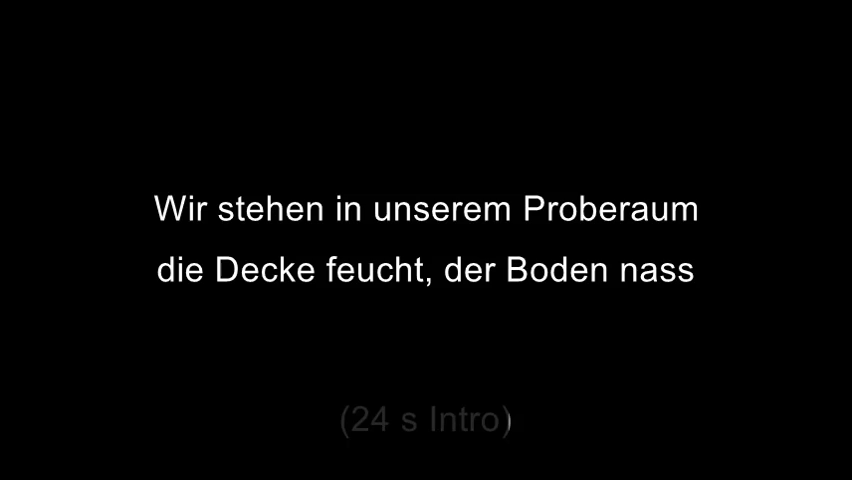 Wir stehen in unserem Proberaum
die Decke feucht, der Boden nass
(24 s Intro)